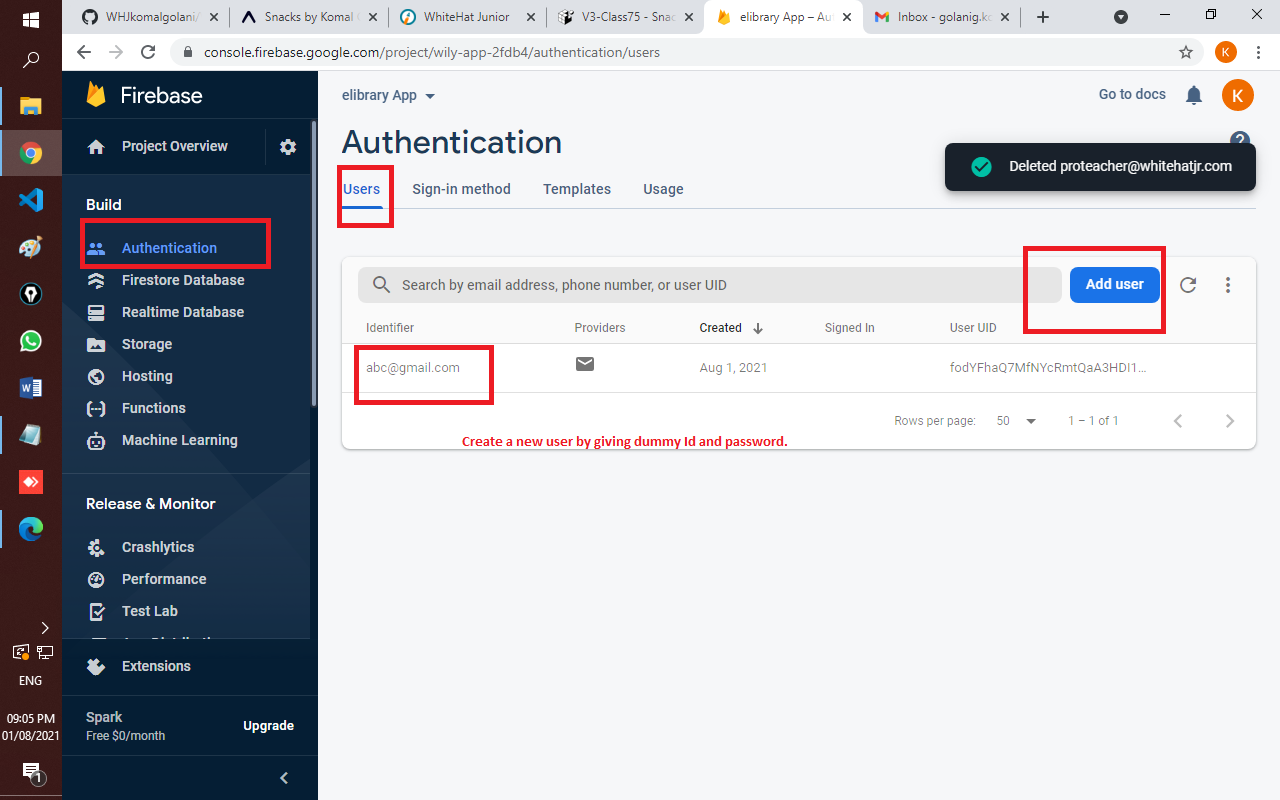 WHJkomalgolani/
Snacks by Komal
WhiteHat Junior
V3-Class75 - Snac
elibrary App – Aut
Inbox - golanig.ko
console.firebase.google.com/project/wily-app-2fdb4/authentication/users
K
Firebase
elibrary App
Go to docs
K
Project Overview
Authentication
?
Deleted proteacher@whitehatjr.com
Users
Sign-in method
Templates
Usage
Build
Authentication
Firestore Database
Realtime Database
Storage
Hosting
Functions
Machine Learning
Search by email address, phone number, or user UID
Add user
Identifier
Providers
Created
Signed In
User UID
abc@gmail.com
Aug 1, 2021
fodYFhaQ7MfNYcRmtQaA3HDI1...
Rows per page:
50
1 – 1 of 1
Create a new user by giving dummy Id and password.
Release & Monitor
Crashlytics
Performance
Test Lab
Extensions
Spark
Free $0/month
Upgrade
ENG
09:05 PM
01/08/2021
1